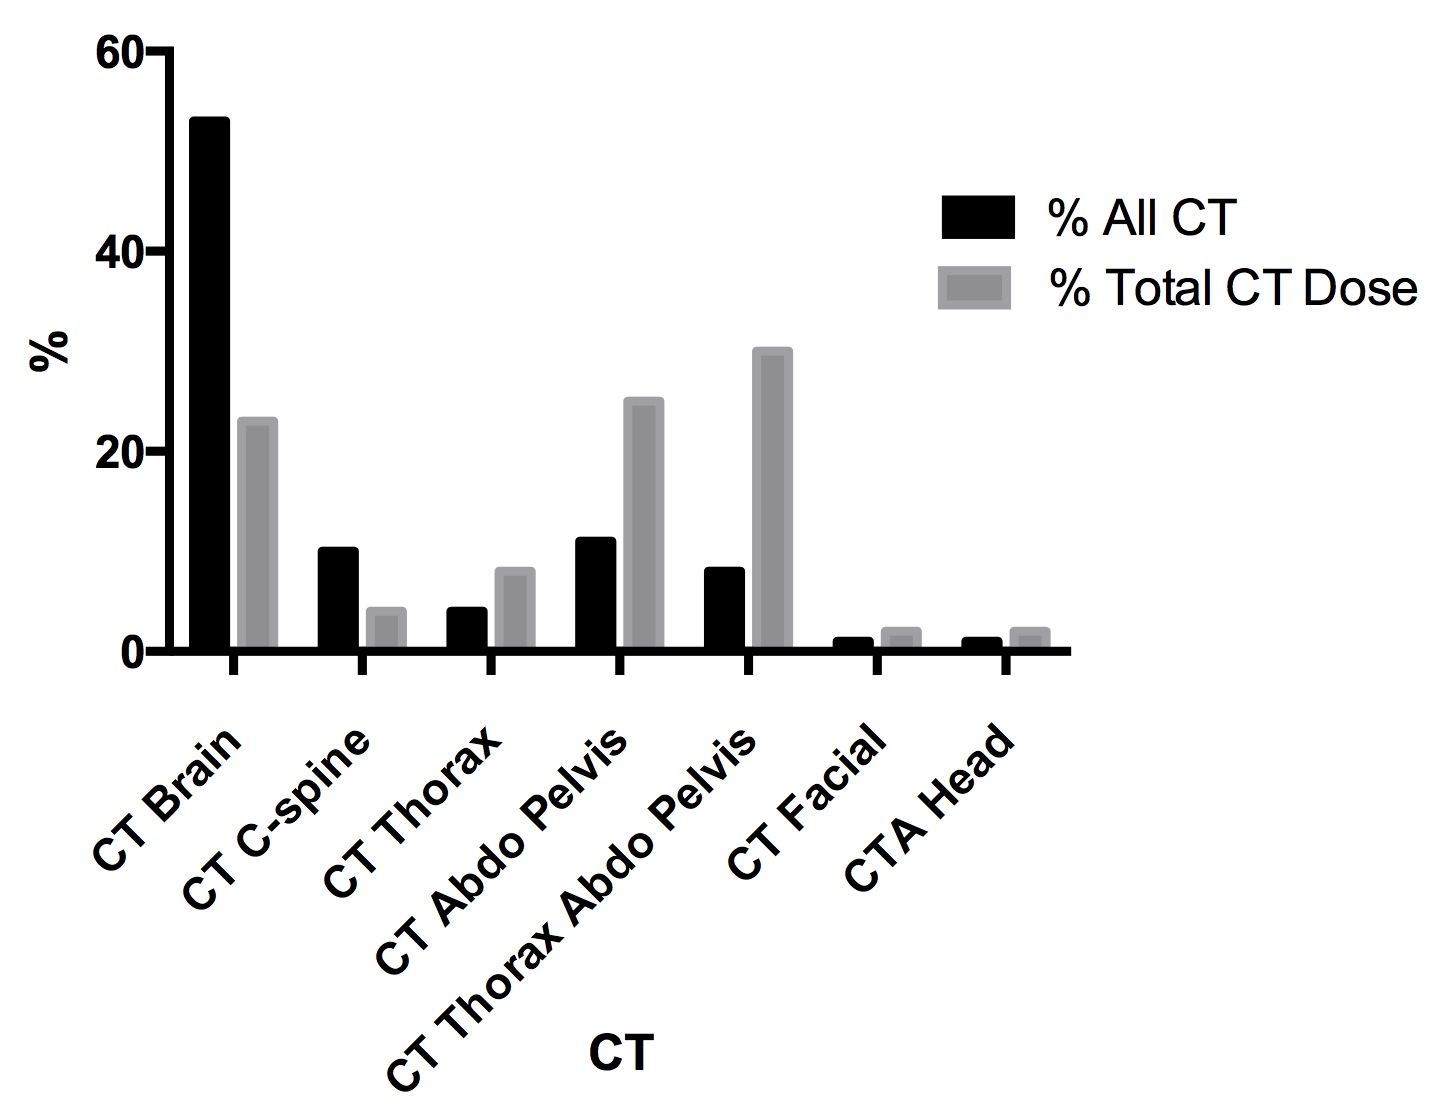 60
40
20
0
%
% All CT
% Total CT Dose
CT Brain
CT C-spine
CT Thorax
CT Abdo Pelvis
CT Thorax Abdo Pelvis
CT Facial
CTA Head
CT